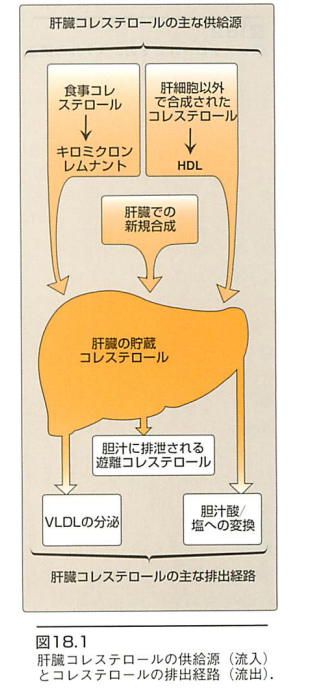 肝臓コレステロールの主な供給源
食事コレ
ステロール
キロミクロン
レムナント
肝細胞以外
で合成された
コレステロール
HDL
肝臓での
新規合成
肝臓の貯蔵
コレステロール
胆汁に排泄される
遊離コレステロール
VLDLの分泌
胆汁酸/
塩への変換
肝臓コレステロールの主な排出経路
図18.1
肝臓コレステロールの供給源（流入）
とコレステロールの排出経路（流出）.